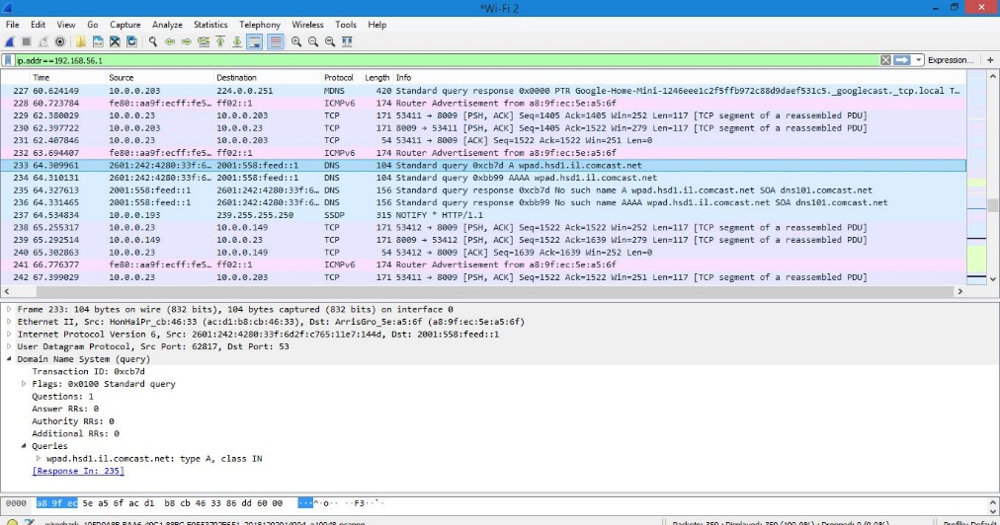 *Wi-Fi 2
File Edit View Go Capture Analyze Statistics Telephony Wireless Tools Help
ip.addr==192.168.56.1 Expression... +
Time Source Destination Protocol Length Info
227 60.624149 10.0.0.203 224.0.0.251 MDNS 420 Standard query response 0x0000 PTR Google-Home-Mini-1246eee1c2f5ffb972c88d9daef531c5._googlecast._tcp.local T...
228 60.723784 fe80::aa9f:ecff:fe5... ff02::1 ICMPv6 174 Router Advertisement from a8:9f:ec:5e:a5:6f
229 62.380029 10.0.0.23 10.0.0.203 TCP 171 53411 → 8009 [PSH, ACK] Seq=1405 Ack=1405 Win=252 Len=117 [TCP segment of a reassembled PDU]
230 62.397722 10.0.0.203 10.0.0.23 TCP 171 8009 → 53411 [PSH, ACK] Seq=1405 Ack=1522 Win=279 Len=117 [TCP segment of a reassembled PDU]
231 62.407846 10.0.0.23 10.0.0.203 TCP 54 53411 → 8009 [ACK] Seq=1522 Ack=1522 Win=251 Len=0
232 63.694407 fe80::aa9f:ecff:fe5... ff02::1 ICMPv6 174 Router Advertisement from a8:9f:ec:5e:a5:6f
233 64.309961 2601:242:4280:33f:6... 2001:558:feed::1 DNS 104 Standard query 0xcb7d A wpad.hsd1.il.comcast.net
234 64.310131 2601:242:4280:33f:6... 2001:558:feed::1 DNS 104 Standard query 0xbb99 AAAA wpad.hsd1.il.comcast.net
235 64.327613 2001:558:feed::1 2601:242:4280:33f:6... DNS 156 Standard query response 0xcb7d No such name A wpad.hsd1.il.comcast.net SOA dns101.comcast.net
236 64.331465 2001:558:feed::1 2601:242:4280:33f:6... DNS 156 Standard query response 0xbb99 No such name AAAA wpad.hsd1.il.comcast.net SOA dns101.comcast.net
237 64.534834 10.0.0.193 239.255.255.250 SSDP 315 NOTIFY * HTTP/1.1
238 65.255317 10.0.0.23 10.0.0.149 TCP 171 53412 → 8009 [PSH, ACK] Seq=1522 Ack=1522 Win=252 Len=117 [TCP segment of a reassembled PDU]
239 65.292514 10.0.0.149 10.0.0.23 TCP 171 8009 → 53412 [PSH, ACK] Seq=1522 Ack=1639 Win=279 Len=117 [TCP segment of a reassembled PDU]
240 65.302863 10.0.0.23 10.0.0.149 TCP 54 53412 → 8009 [ACK] Seq=1639 Ack=1639 Win=252 Len=0
241 66.776377 fe80::aa9f:ecff:fe5... ff02::1 ICMPv6 174 Router Advertisement from a8:9f:ec:5e:a5:6f
242 67.399029 10.0.0.23 10.0.0.203 TCP 171 53411 → 8009 [PSH, ACK] Seq=1522 Ack=1522 Win=251 Len=117 [TCP segment of a reassembled PDU]
Frame 233: 104 bytes on wire (832 bits), 104 bytes captured (832 bits) on interface 0
Ethernet II, Src: HonHaiPr_cb:46:33 (ac:d1:b8:cb:46:33), Dst: ArrisGro_5e:a5:6f (a8:9f:ec:5e:a5:6f)
Internet Protocol Version 6, Src: 2601:242:4280:33f:6d2f:c765:11e7:144d, Dst: 2001:558:feed::1
User Datagram Protocol, Src Port: 62817, Dst Port: 53
Domain Name System (query)
Transaction ID: 0xcb7d
Flags: 0x0100 Standard query
Questions: 1
Answer RRs: 0
Authority RRs: 0
Additional RRs: 0
Queries
wpad.hsd1.il.comcast.net: type A, class IN
[Response In: 235]
0000 a8 9f ec 5e a5 6f ac d1 b8 cb 46 33 86 dd 60 00 ···^·o·· ··F3··`·